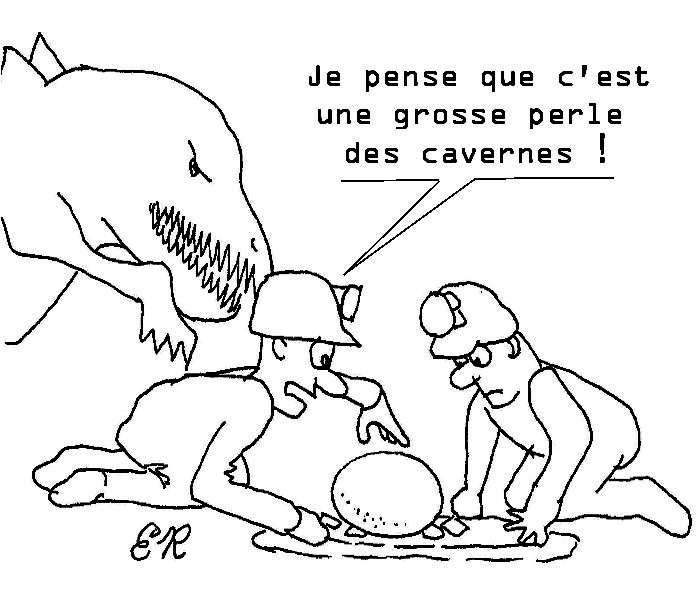 Je pense que c'est
une grosse perle
des cavernes !
ER